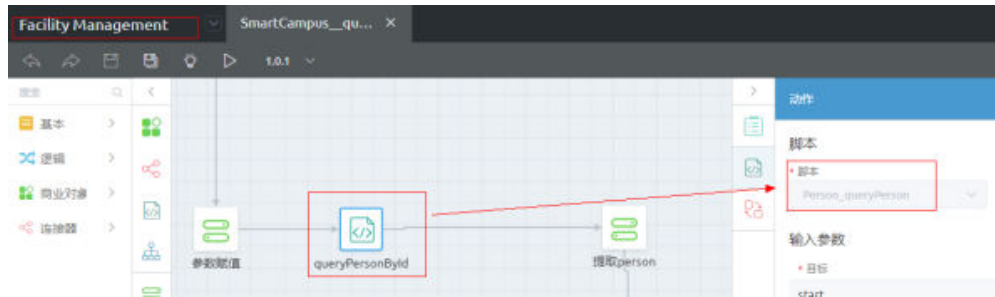 Facility Management
SmartCampus__qu... ×
1.0.1
搜索
基本
逻辑
商业对象
连接器
参数赋值
queryPersonById
提取person
动作
脚本
* 脚本
Person_queryPerson
输入参数
* 目标
start